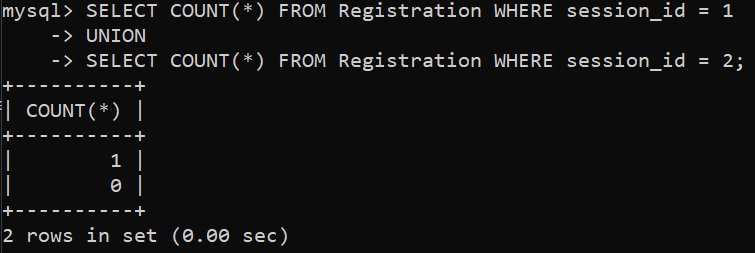 mysql> SELECT COUNT(*) FROM Registration WHERE session_id = 1
    -> UNION
    -> SELECT COUNT(*) FROM Registration WHERE session_id = 2;
+----------+
| COUNT(*) |
+----------+
|        1 |
|        0 |
+----------+
2 rows in set (0.00 sec)